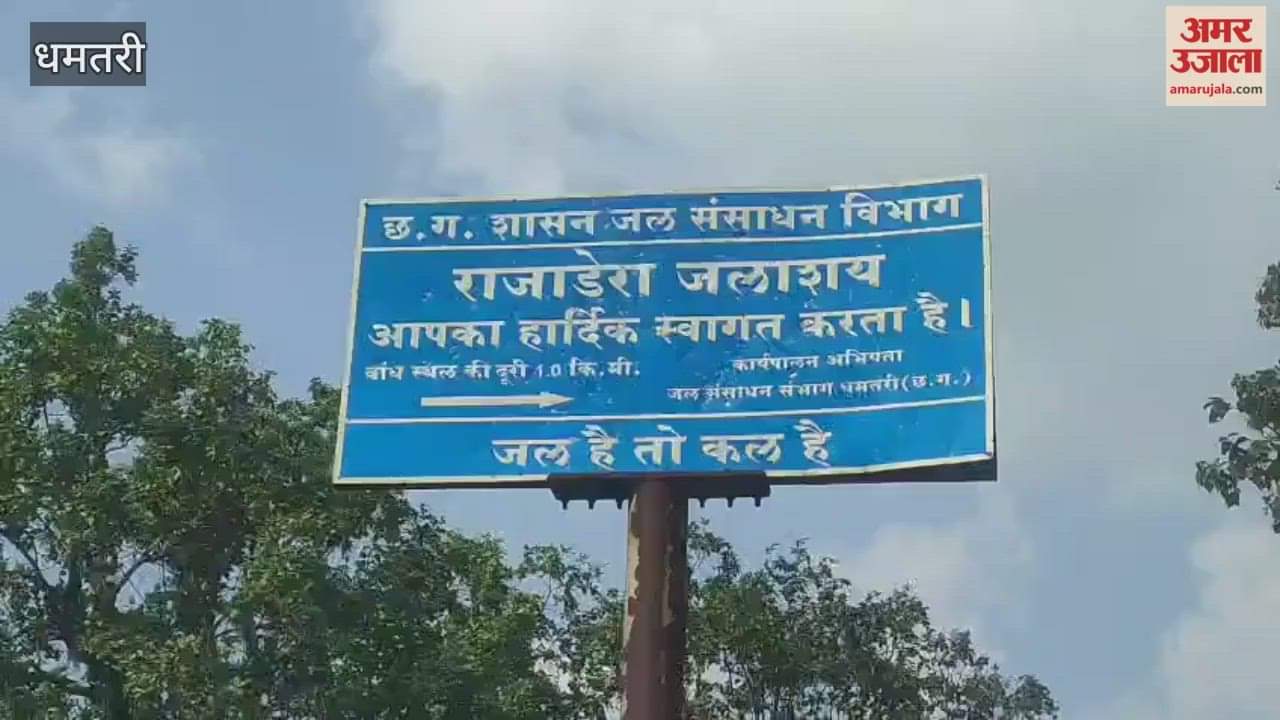 धमतरी
अमर
उजाला
amarujala.com
छ.ग. शासन जल संसाधन विभाग
राजाडेरा जलाशय
आपका हार्दिक स्वागत करता है।
बांध स्थल की दूरी 1.0 कि.मी.
कार्यपालन अभियंता
जल संसाधन संभाग धमतरी(छ.ग.)
जल है तो कल है